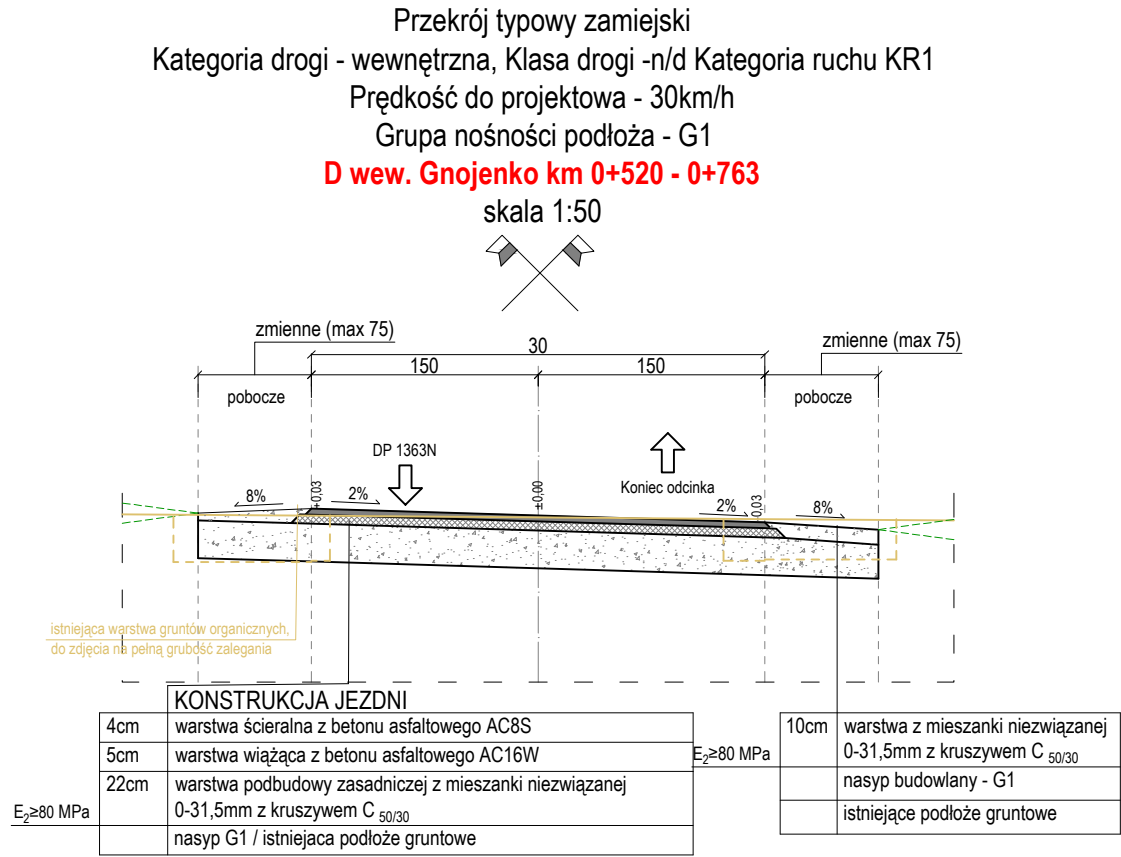 Przekrój typowy zamiejski
Kategoria drogi - wewnętrzna, Klasa drogi -n/d Kategoria ruchu KR1
Prędkość do projektowa - 30km/h
Grupa nośności podłoża - G1
D wew. Gnojenko km 0+520 - 0+763
skala 1:50
zmienne (max 75)
30
zmienne (max 75)
150
150
pobocze
pobocze
DP 1363N
Koniec odcinka
8%
+0,03
2%
±0,00
2%
-0,03
8%
istniejąca warstwa gruntów organicznych,
do zdjęcia na pełną grubość zalegania
KONSTRUKCJA JEZDNI
4cm warstwa ścieralna z betonu asfaltowego AC8S
5cm warstwa wiążąca z betonu asfaltowego AC16W
22cm warstwa podbudowy zasadniczej z mieszanki niezwiązanej
0-31,5mm z kruszywem C 50/30
E2≥80 MPa
nasyp G1 / istniejaca podłoże gruntowe
E2≥80 MPa
10cm warstwa z mieszanki niezwiązanej
0-31,5mm z kruszywem C 50/30
nasyp budowlany - G1
istniejące podłoże gruntowe